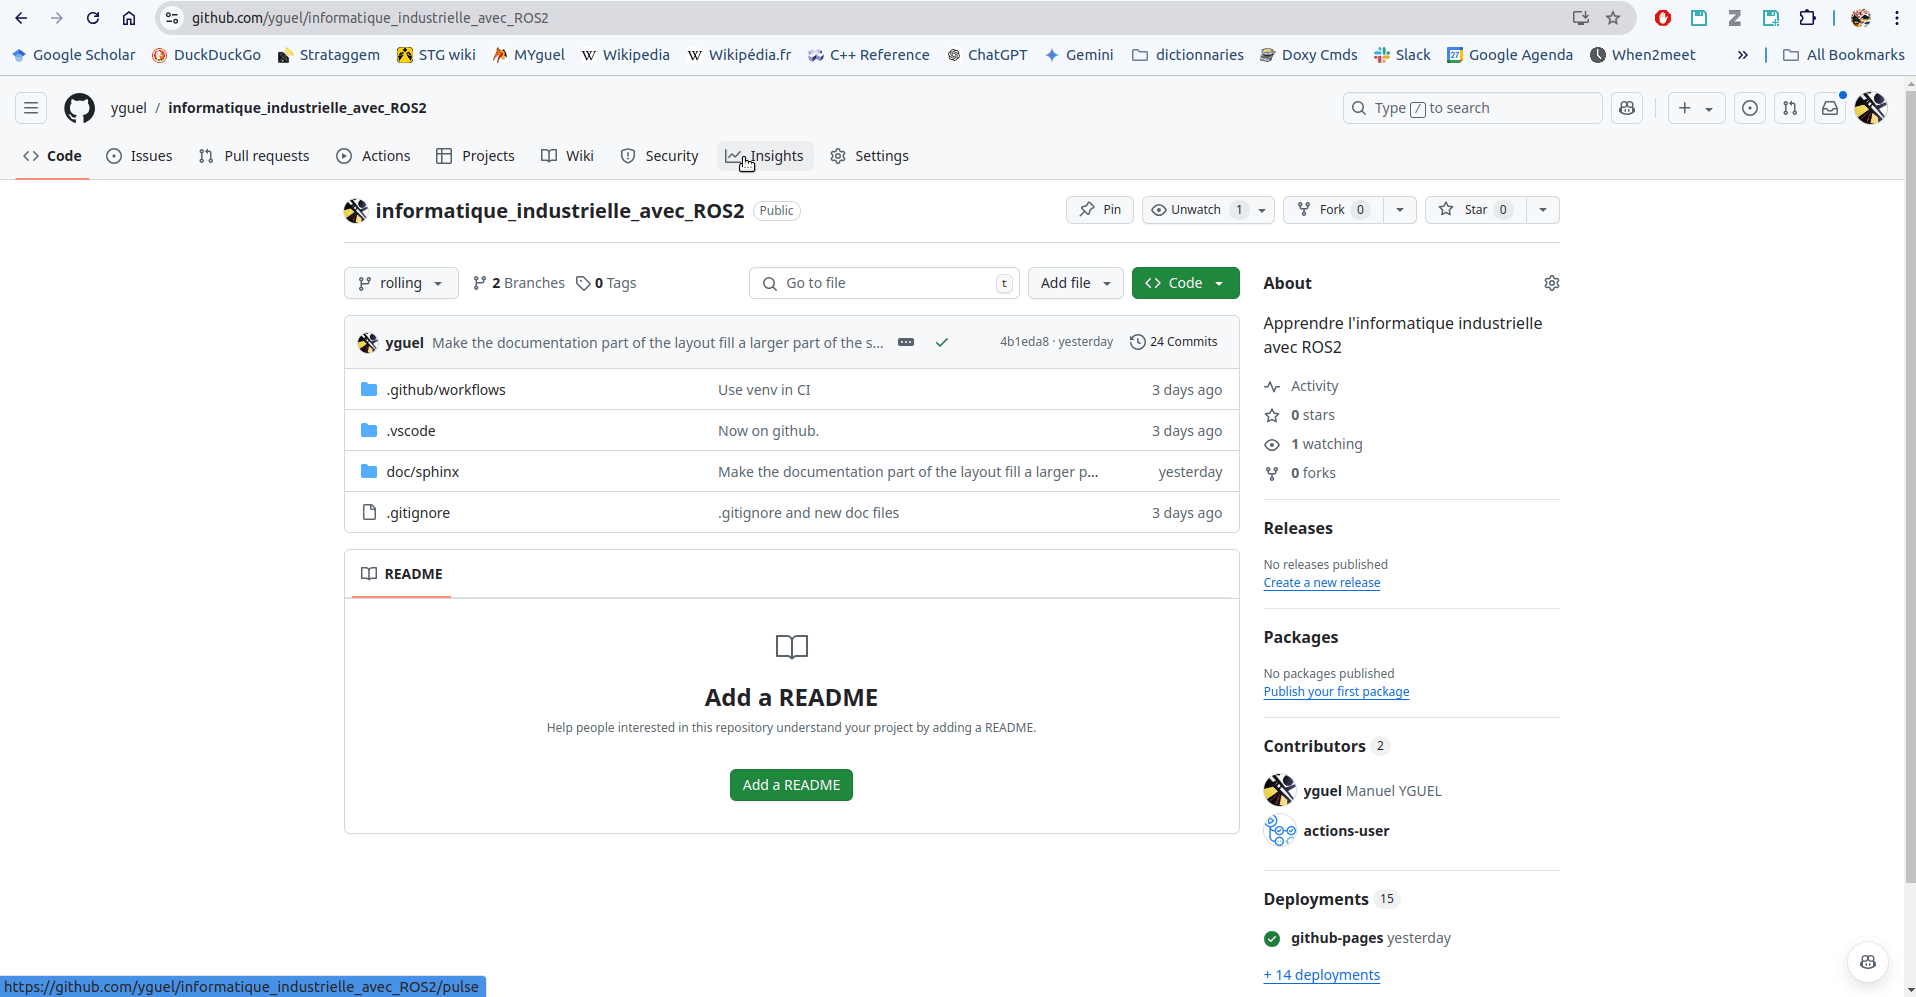 github.com/yguel/informatique_industrielle_avec_ROS2
Google Scholar DuckDuckGo Strataggem STG wiki MYguel Wikipedia Wikipédia.fr C++ Reference ChatGPT Gemini dictionnaries Doxy Cmds Slack Google Agenda When2meet » All Bookmarks
yguel / informatique_industrielle_avec_ROS2 Type / to search
Code Issues Pull requests Actions Projects Wiki Security Insights Settings
informatique_industrielle_avec_ROS2 Public Pin Unwatch 1 Fork 0 Star 0
rolling 2 Branches 0 Tags Go to file t Add file Code
yguel Make the documentation part of the layout fill a larger part of the s... 4b1eda8 · yesterday 24 Commits
.github/workflows Use venv in CI 3 days ago
.vscode Now on github. 3 days ago
doc/sphinx Make the documentation part of the layout fill a larger p... yesterday
.gitignore .gitignore and new doc files 3 days ago
README
Add a README
Help people interested in this repository understand your project by adding a README.
Add a README
About
Apprendre l'informatique industrielle
avec ROS2
Activity
0 stars
1 watching
0 forks
Releases
No releases published
Create a new release
Packages
No packages published
Publish your first package
Contributors 2
yguel Manuel YGUEL
actions-user
Deployments 15
github-pages yesterday
+ 14 deployments
https://github.com/yguel/informatique_industrielle_avec_ROS2/pulse